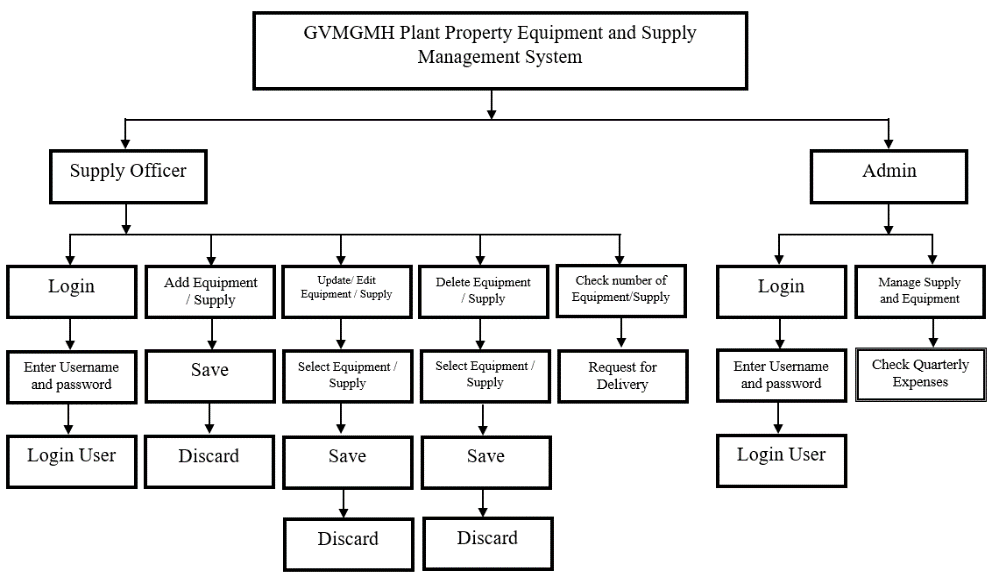 GVMGMH Plant Property Equipment and Supply
Management System
Supply Officer
Admin
Login
Add Equipment
/ Supply
Update/ Edit
Equipment / Supply
Delete Equipment
/ Supply
Check number of
Equipment/Supply
Login
Manage Supply
and Equipment
Enter Username
and password
Save
Select Equipment /
Supply
Select Equipment /
Supply
Request for
Delivery
Enter Username
and password
Check Quarterly
Expenses
Login User
Discard
Save
Save
Login User
Discard
Discard